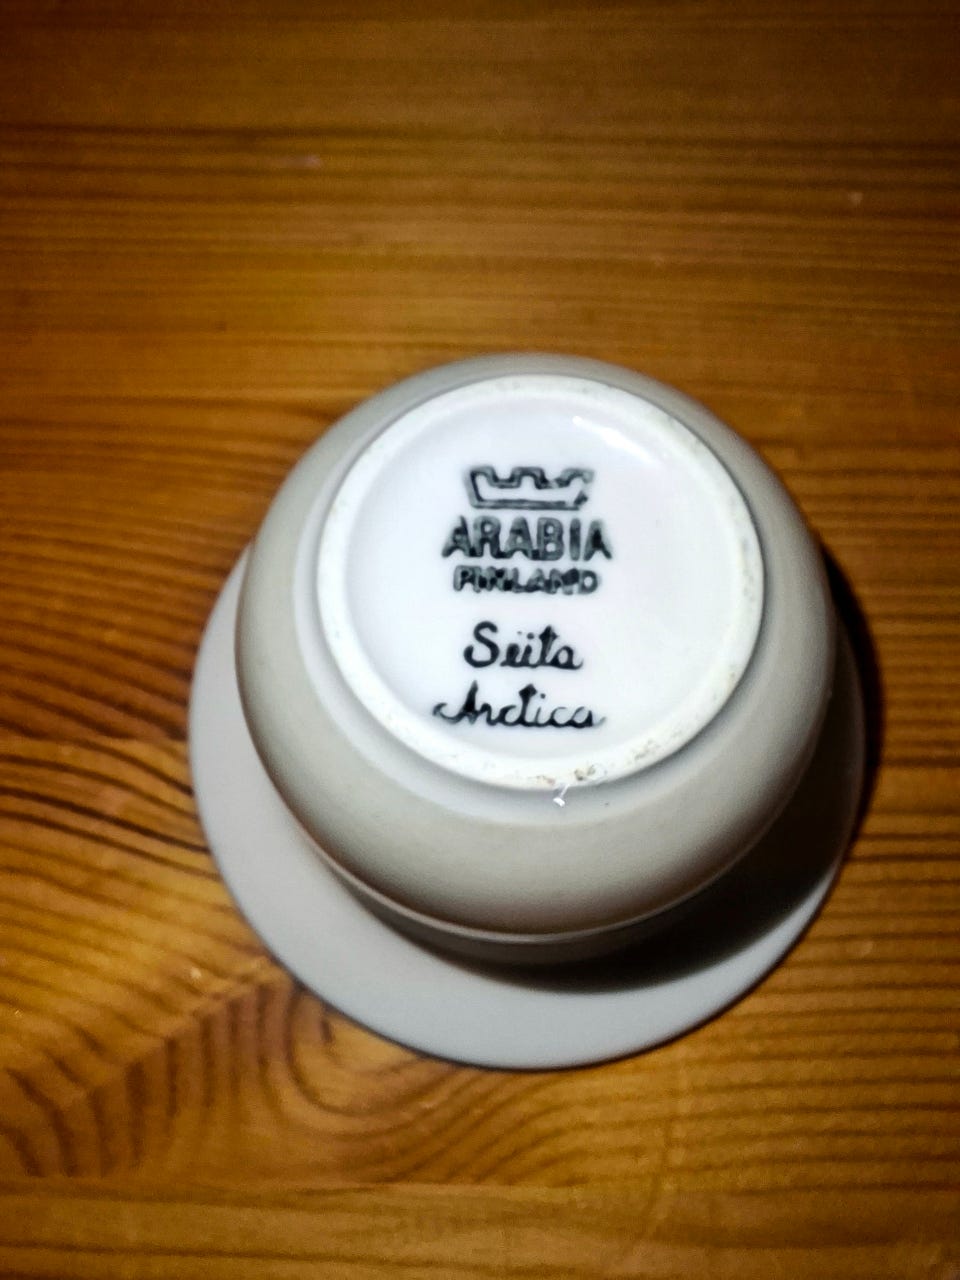 ARABIA
FINLAND
Seita
Arctica